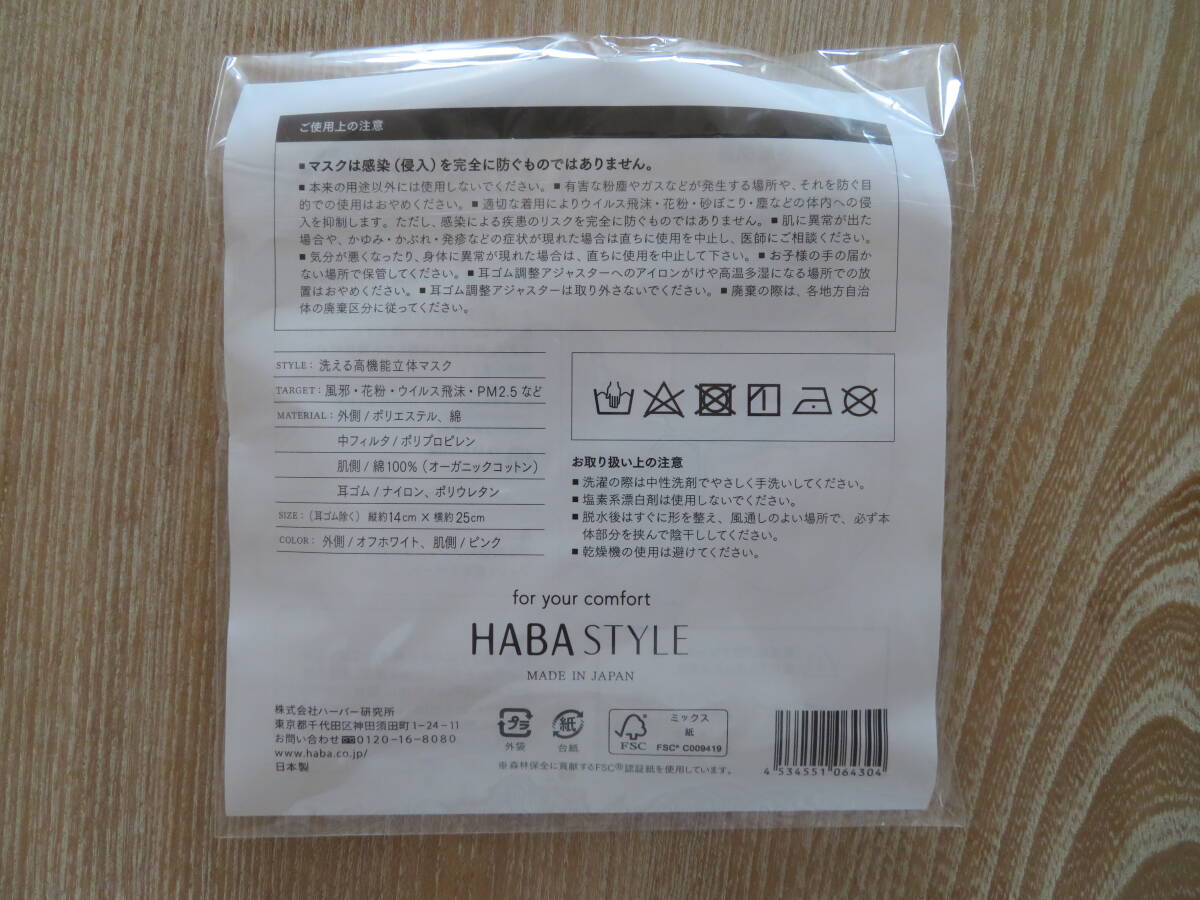 ご使用上の注意
■マスクは感染（侵入）を完全に防ぐものではありません。
■本来の用途以外には使用しないでください。■有害な粉塵やガスなどが発生する場所や、それを防ぐ目
的での使用はおやめください。■適切な着用によりウイルス飛沫・花粉・砂ぼこり・塵などの体内への侵
入を抑制します。ただし、感染による疾患のリスクを完全に防ぐものではありません。■肌に異常が出た
場合や、かゆみ・かぶれ・発疹などの症状が現れた場合は直ちに使用を中止し、医師にご相談ください。
■気分が悪くなったり、身体に異常が現れた場合は、直ちに使用を中止して下さい。■お子様の手の届か
ない場所で保管してください。■耳ゴム調整アジャスターへのアイロンがけや高温多湿になる場所での放
置はおやめください。■耳ゴム調整アジャスターは取り外さないでください。■廃棄の際は、各地方自治
体の廃棄区分に従ってください。
STYLE：洗える高機能立体マスク
TARGET：風邪・花粉・ウイルス飛沫・PM2.5など
MATERIAL：外側/ポリエステル、綿
中フィルタ/ポリプロピレン
肌側/綿100%（オーガニックコットン）
耳ゴム/ナイロン、ポリウレタン
SIZE：（耳ゴム除く）縦約14cm×横約25cm
COLOR：外側/オフホワイト、肌側/ピンク
お取り扱い上の注意
■洗濯の際は中性洗剤でやさしく手洗いしてください。
■塩素系漂白剤は使用しないでください。
■脱水後はすぐに形を整え、風通しのよい場所で、必ず本
体部分を挟んで陰干ししてください。
■乾燥機の使用は避けてください。
for your comfort
HABA STYLE
MADE IN JAPAN
株式会社ハーバー研究所
東京都千代田区神田須田町1-24-11
お問い合わせ 0120-16-8080
www.haba.co.jp/
日本製
プラ
外袋
紙
台紙
FSC
ミックス
紙
FSC® C009419
※森林保全に貢献するFSC®認証紙を使用しています。
4 534551 064304